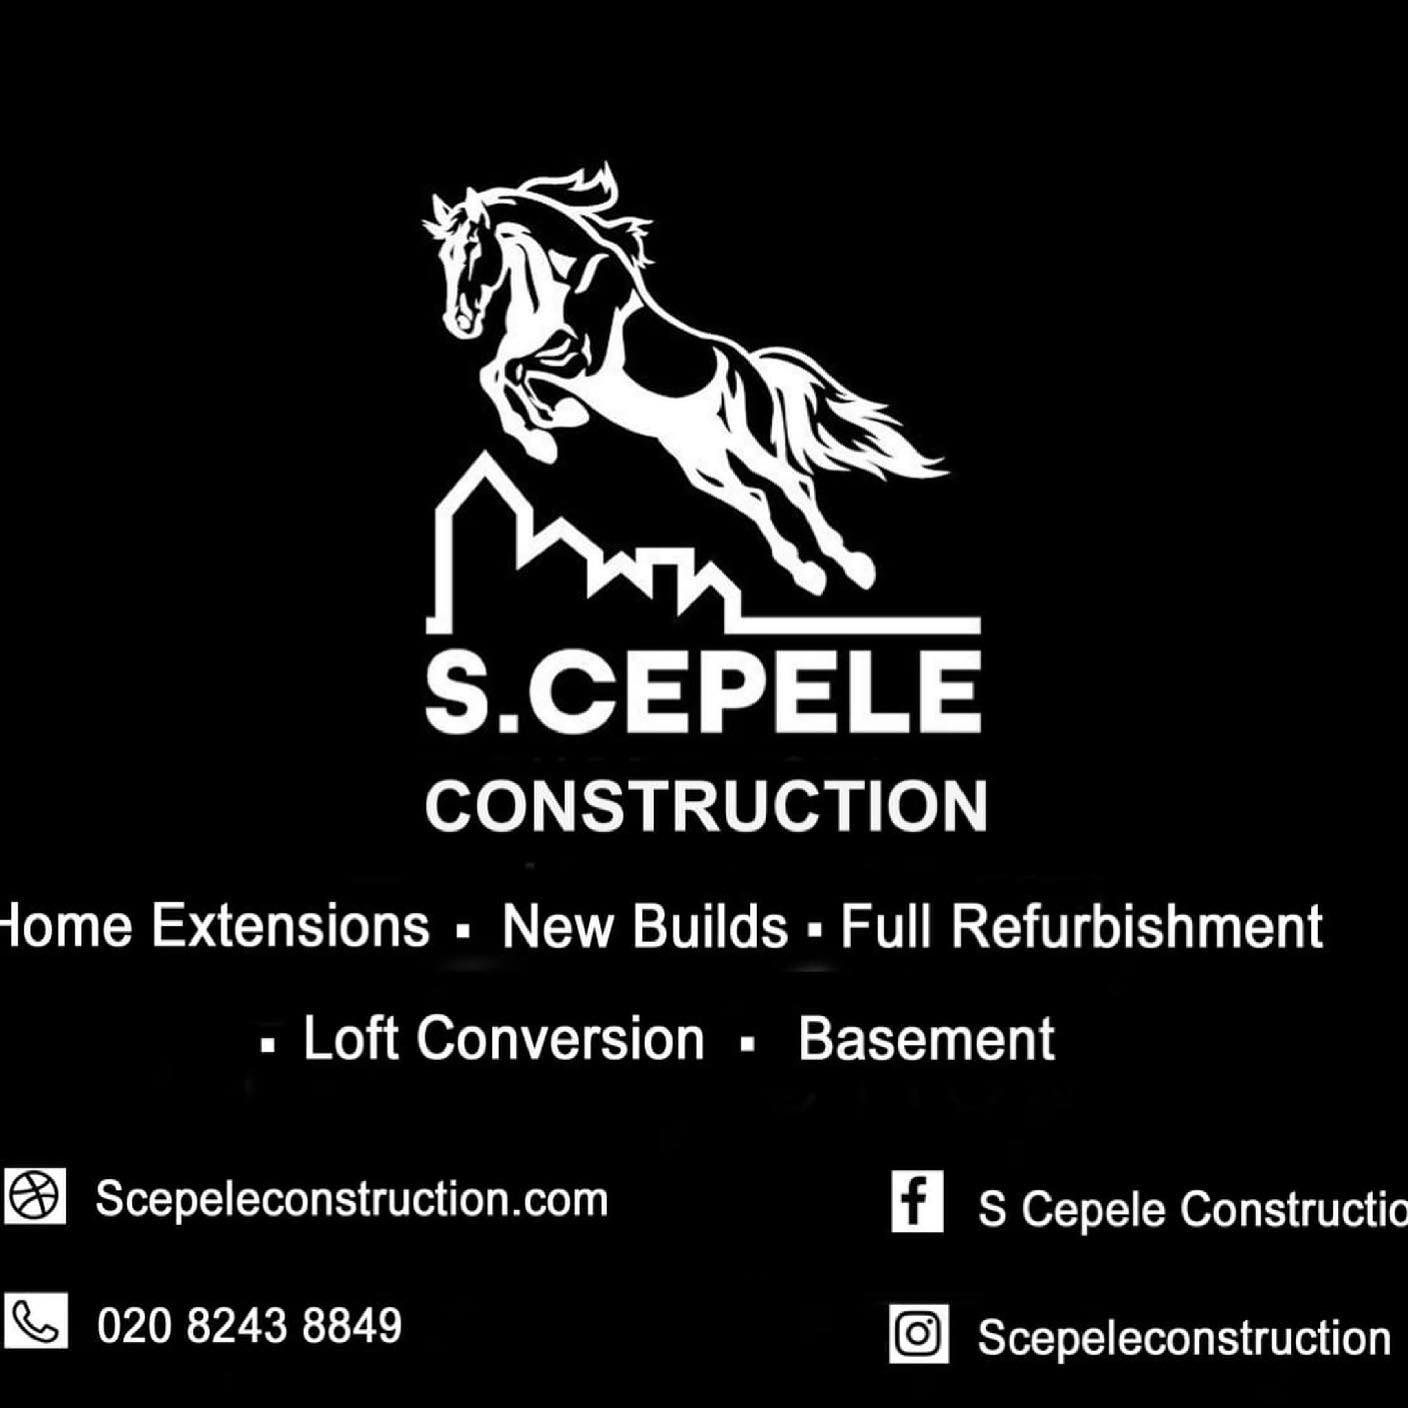 S.CEPELE
CONSTRUCTION
Home Extensions ▪ New Builds ▪ Full Refurbishment
▪ Loft Conversion ▪ Basement
Scepeleconstruction.com
S Cepele Constructio
020 8243 8849
Scepeleconstruction